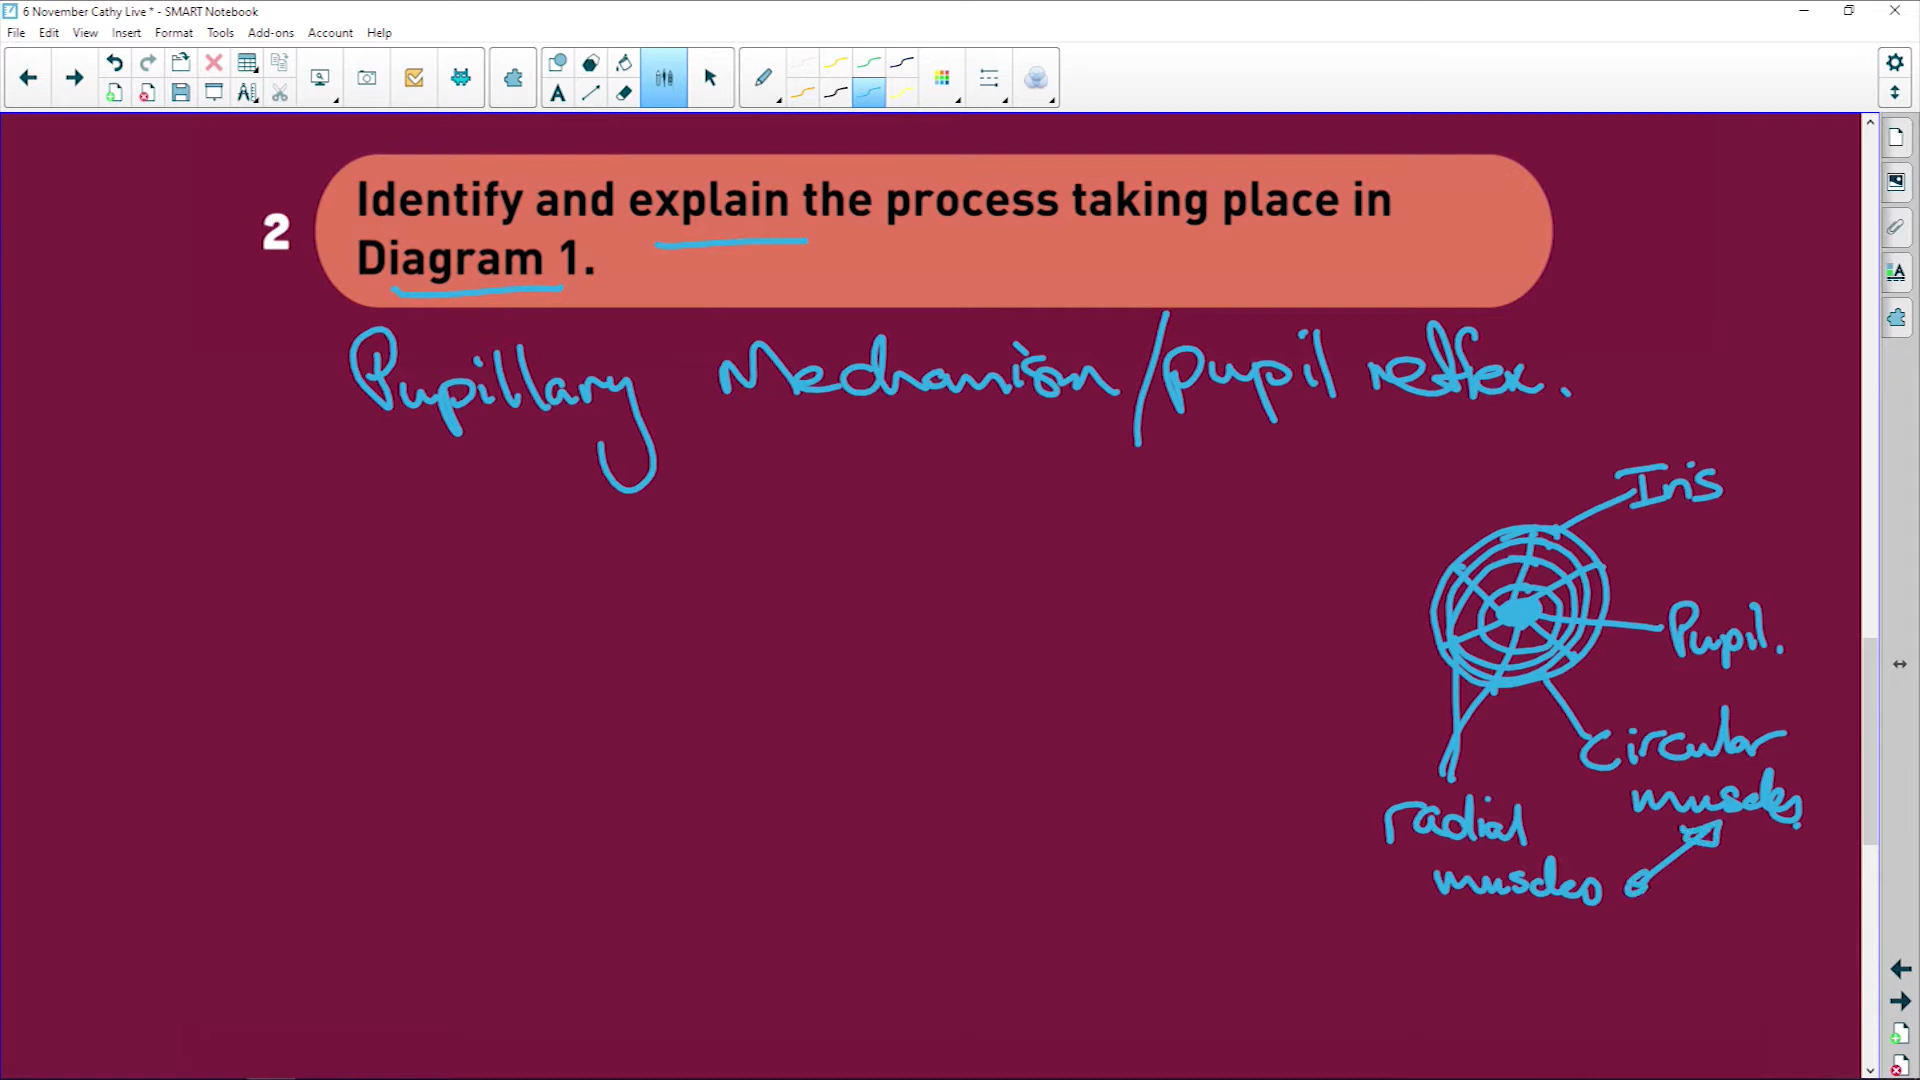 6 November Cathy Live * - SMART Notebook
File Edit View Insert Format Tools Add-ons Account Help
2 Identify and explain the process taking place in
Diagram 1.
Pupillary Mechanism/pupil reflex.
Iris
Pupil.
circular
muscles
radial
muscles